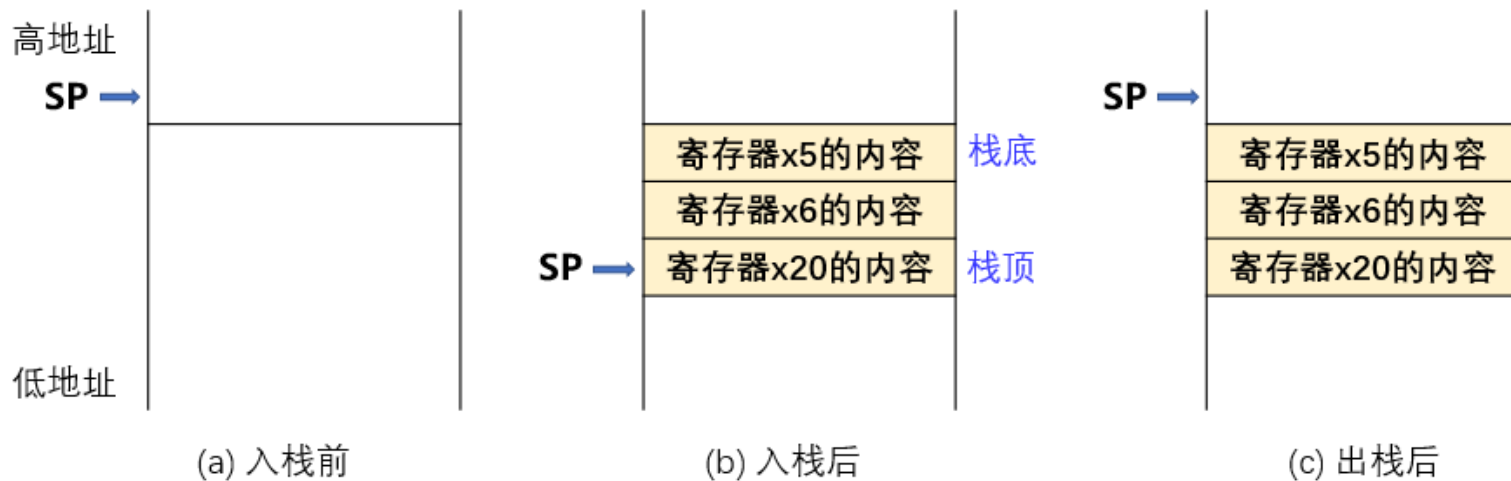 高地址
SP
低地址
(a) 入栈前
寄存器x5的内容
栈底
寄存器x6的内容
SP
寄存器x20的内容
栈顶
(b) 入栈后
SP
寄存器x5的内容
寄存器x6的内容
寄存器x20的内容
(c) 出栈后